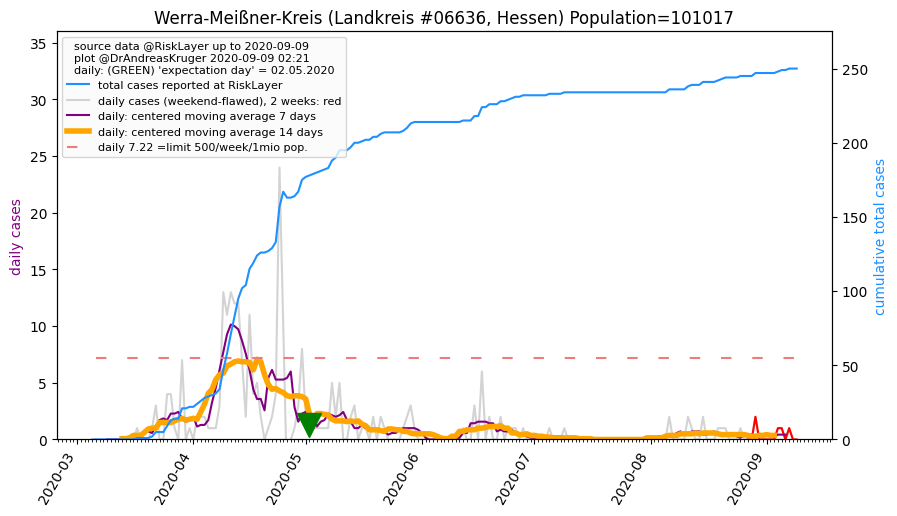 Werra-Meißner-Kreis (Landkreis #06636, Hessen) Population=101017
source data @RiskLayer up to 2020-09-09
plot @DrAndreasKruger 2020-09-09 02:21
daily: (GREEN) 'expectation day' = 02.05.2020
total cases reported at RiskLayer
daily cases (weekend-flawed), 2 weeks: red
daily: centered moving average 7 days
daily: centered moving average 14 days
daily 7.22 =limit 500/week/1mio pop.
daily cases
35
30
25
20
15
10
5
0
cumulative total cases
250
200
150
100
50
0
2020-03
2020-04
2020-05
2020-06
2020-07
2020-08
2020-09